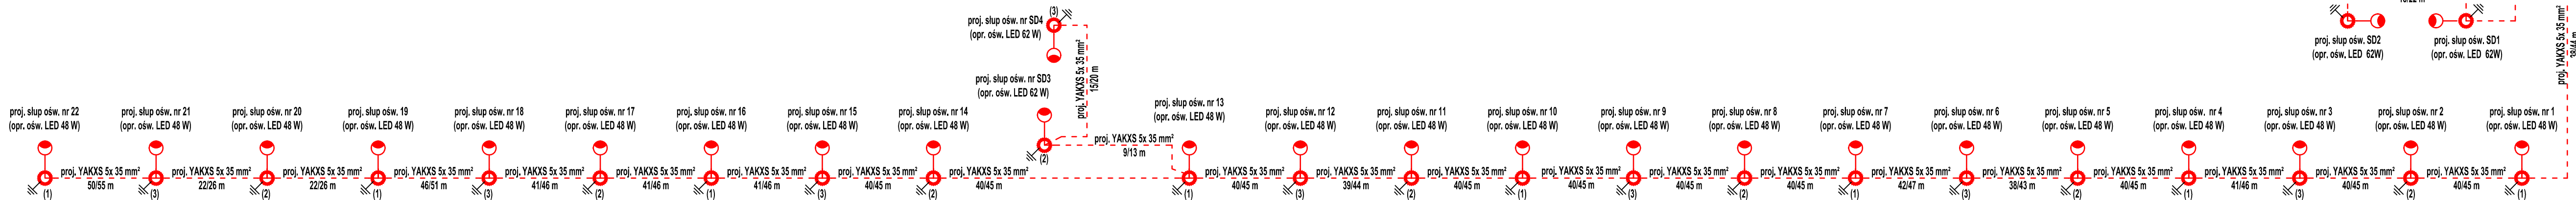 (3)
proj. słup ośw. nr SD4
(opr. ośw. LED 62 W)
proj. YAKXS 5x 35 mm²
15/20 m
proj. słup ośw. nr SD3
(opr. ośw. LED 62 W)
(2)
proj. YAKXS 5x 35 mm²
9/13 m
proj. słup ośw. SD2
(opr. ośw. LED 62W)
proj. słup ośw. SD1
(opr. ośw. LED 62W)
proj. YAKXS 5x 35 mm²
proj. słup ośw. nr 22
(opr. ośw. LED 48 W)
proj. słup ośw. nr 21
(opr. ośw. LED 48 W)
proj. słup ośw. nr 20
(opr. ośw. LED 48 W)
proj. słup ośw. nr 19
(opr. ośw. LED 48 W)
proj. słup ośw. nr 18
(opr. ośw. LED 48 W)
proj. słup ośw. nr 17
(opr. ośw. LED 48 W)
proj. słup ośw. nr 16
(opr. ośw. LED 48 W)
proj. słup ośw. nr 15
(opr. ośw. LED 48 W)
proj. słup ośw. nr 14
(opr. ośw. LED 48 W)
proj. słup ośw. nr 13
(opr. ośw. LED 48 W)
proj. słup ośw. nr 12
(opr. ośw. LED 48 W)
proj. słup ośw. nr 11
(opr. ośw. LED 48 W)
proj. słup ośw. nr 10
(opr. ośw. LED 48 W)
proj. słup ośw. nr 9
(opr. ośw. LED 48 W)
proj. słup ośw. nr 8
(opr. ośw. LED 48 W)
proj. słup ośw. nr 7
(opr. ośw. LED 48 W)
proj. słup ośw. nr 6
(opr. ośw. LED 48 W)
proj. słup ośw. nr 5
(opr. ośw. LED 48 W)
proj. słup ośw. nr 4
(opr. ośw. LED 48 W)
proj. słup ośw. nr 3
(opr. ośw. LED 48 W)
proj. słup ośw. nr 2
(opr. ośw. LED 48 W)
proj. słup ośw. nr 1
(opr. ośw. LED 48 W)
(1)
proj. YAKXS 5x 35 mm²
50/55 m
(3)
proj. YAKXS 5x 35 mm²
22/26 m
(2)
proj. YAKXS 5x 35 mm²
22/26 m
(1)
proj. YAKXS 5x 35 mm²
46/51 m
(3)
proj. YAKXS 5x 35 mm²
41/46 m
(2)
proj. YAKXS 5x 35 mm²
41/46 m
(1)
proj. YAKXS 5x 35 mm²
41/46 m
(3)
proj. YAKXS 5x 35 mm²
40/45 m
(2)
proj. YAKXS 5x 35 mm²
40/45 m
(1)
proj. YAKXS 5x 35 mm²
40/45 m
(3)
proj. YAKXS 5x 35 mm²
39/44 m
(2)
proj. YAKXS 5x 35 mm²
40/45 m
(1)
proj. YAKXS 5x 35 mm²
40/45 m
(3)
proj. YAKXS 5x 35 mm²
40/45 m
(2)
proj. YAKXS 5x 35 mm²
40/45 m
(1)
proj. YAKXS 5x 35 mm²
42/47 m
(3)
proj. YAKXS 5x 35 mm²
38/43 m
(2)
proj. YAKXS 5x 35 mm²
40/45 m
(1)
proj. YAKXS 5x 35 mm²
41/46 m
(3)
proj. YAKXS 5x 35 mm²
40/45 m
(2)
proj. YAKXS 5x 35 mm²
40/45 m
(1)